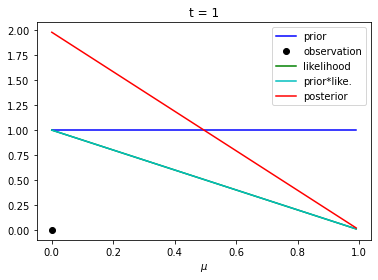 t = 1
2.00
1.75
1.50
1.25
1.00
0.75
0.50
0.25
0.00
prior
observation
likelihood
prior*like.
posterior
0.0 0.2 0.4 0.6 0.8 1.0
μ